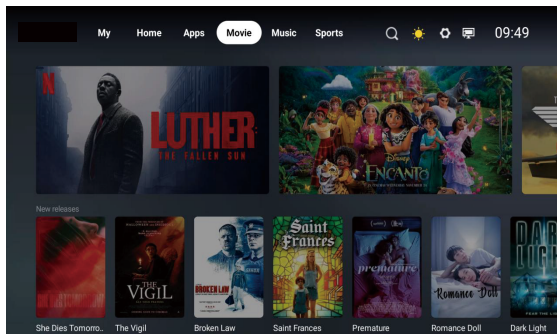 My Home Apps Movie Music Sports 09:49
N
LUTHER
THE FALLEN SUN
Disney
ENCANTO
New releases
THE
VIGIL
BROKEN LAW
Saint
Frances
premature
Romance Doll
DARK
LIGHT
She Dies Tomorro.. The Vigil Broken Law Saint Frances Premature Romance Doll Dark Light